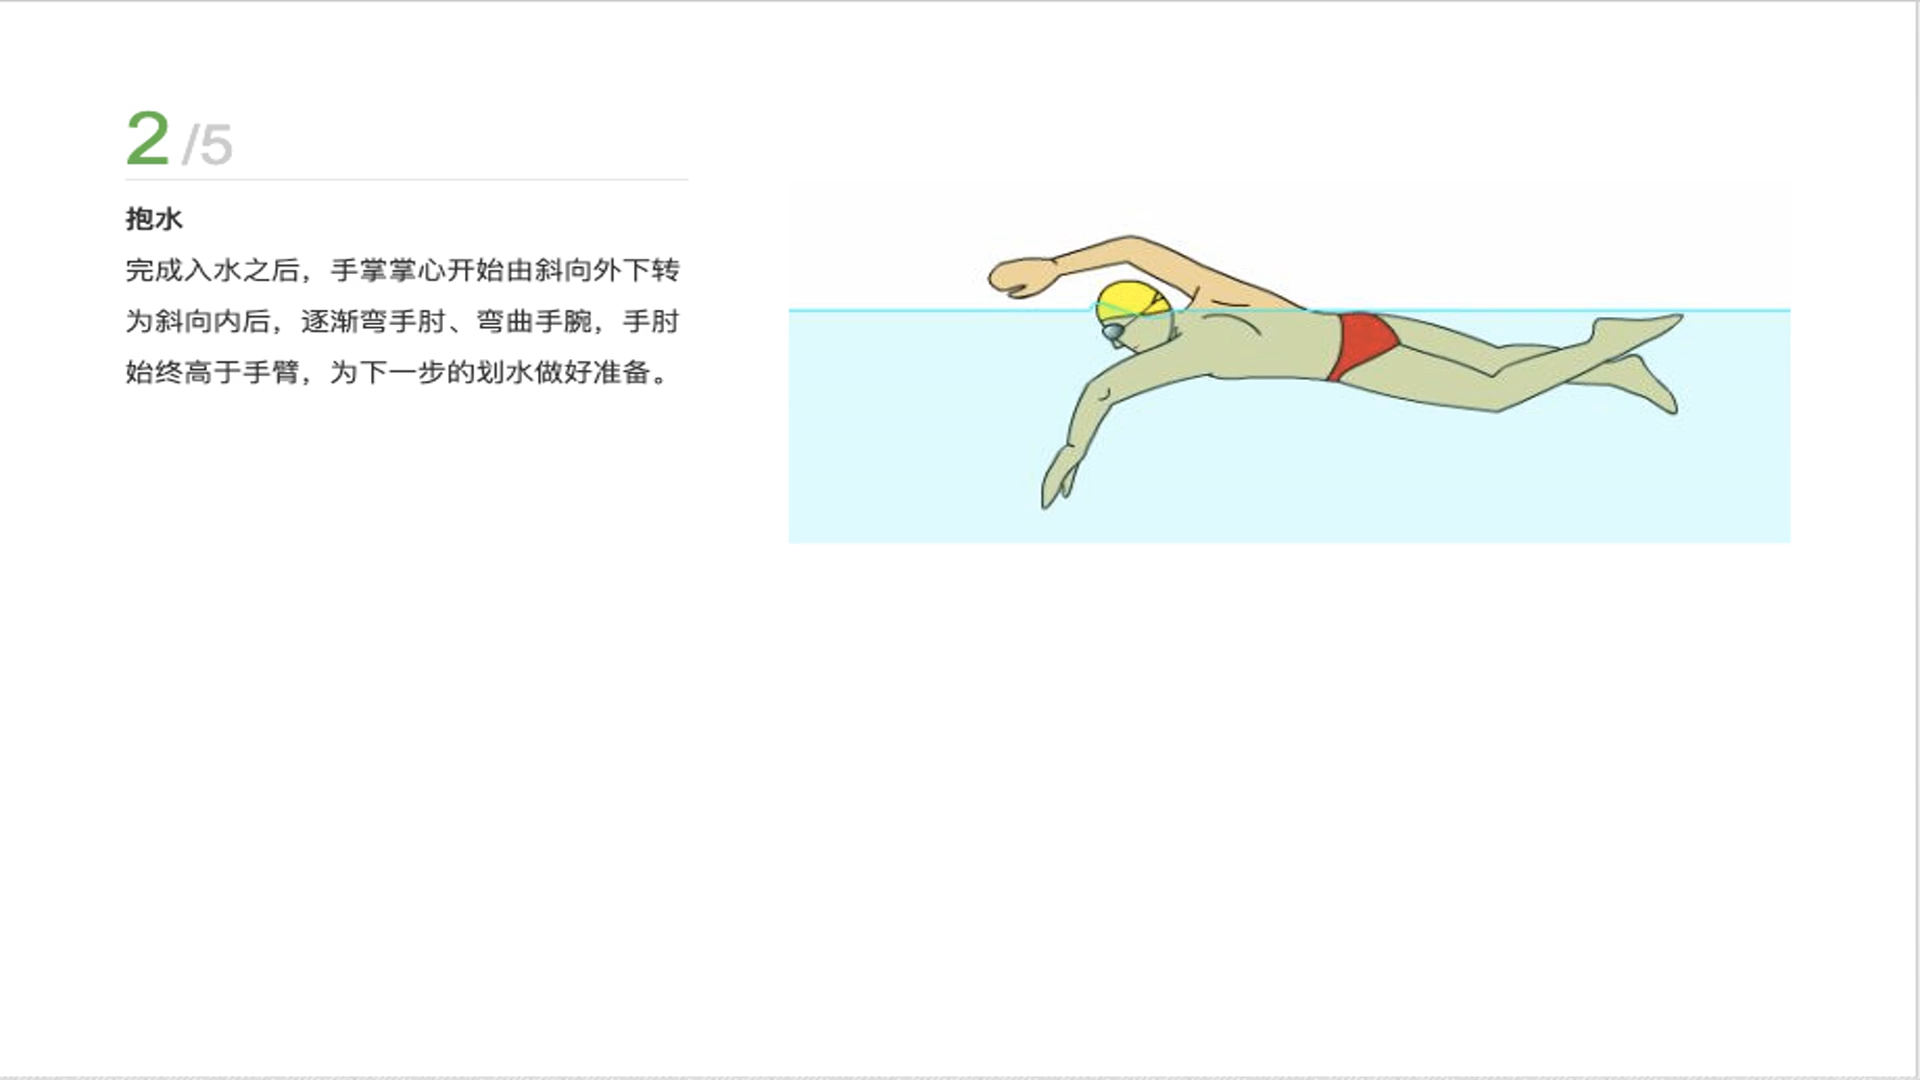 2 /5
抱水
完成入水之后，手掌掌心开始由斜向外下转
为斜向内后，逐渐弯手肘、弯曲手腕，手肘
始终高于手臂，为下一步的划水做好准备。